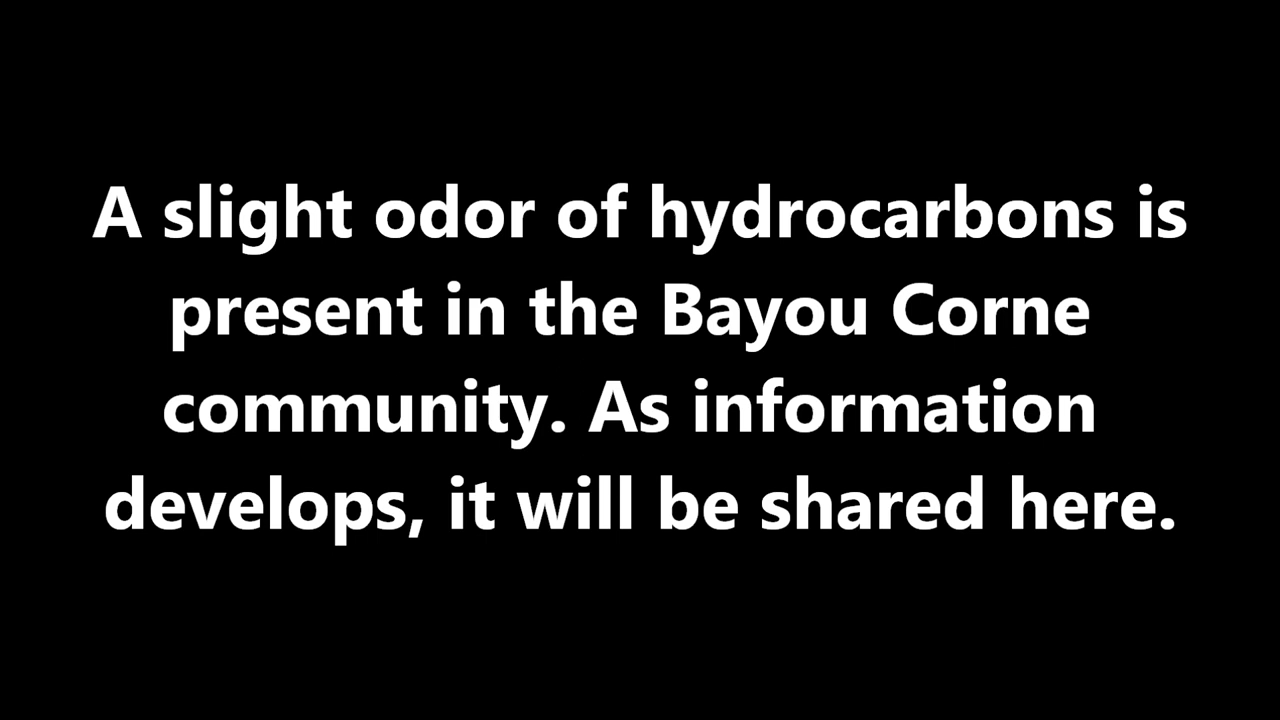 A slight odor of hydrocarbons is
present in the Bayou Corne
community. As information
develops, it will be shared here.